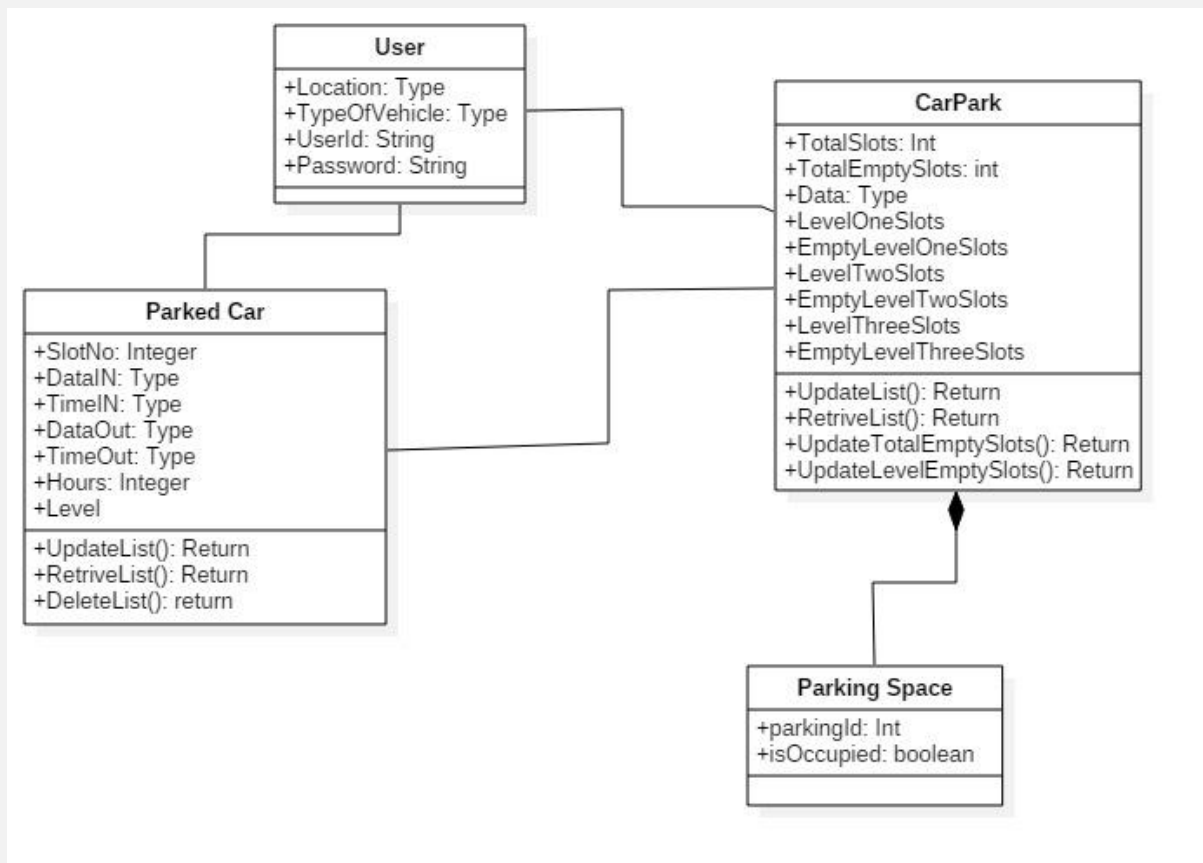 User
+Location: Type
+TypeOfVehicle: Type
+UserId: String
+Password: String
CarPark
+TotalSlots: Int
+TotalEmptySlots: int
+Data: Type
+LevelOneSlots
+EmptyLevelOneSlots
+LevelTwoSlots
+EmptyLevelTwoSlots
+LevelThreeSlots
+EmptyLevelThreeSlots
+UpdateList(): Return
+RetriveList(): Return
+UpdateTotalEmptySlots(): Return
+UpdateLevelEmptySlots(): Return
Parked Car
+SlotNo: Integer
+DataIN: Type
+TimeIN: Type
+DataOut: Type
+TimeOut: Type
+Hours: Integer
+Level
+UpdateList(): Return
+RetriveList(): Return
+DeleteList(): return
Parking Space
+parkingId: Int
+isOccupied: boolean